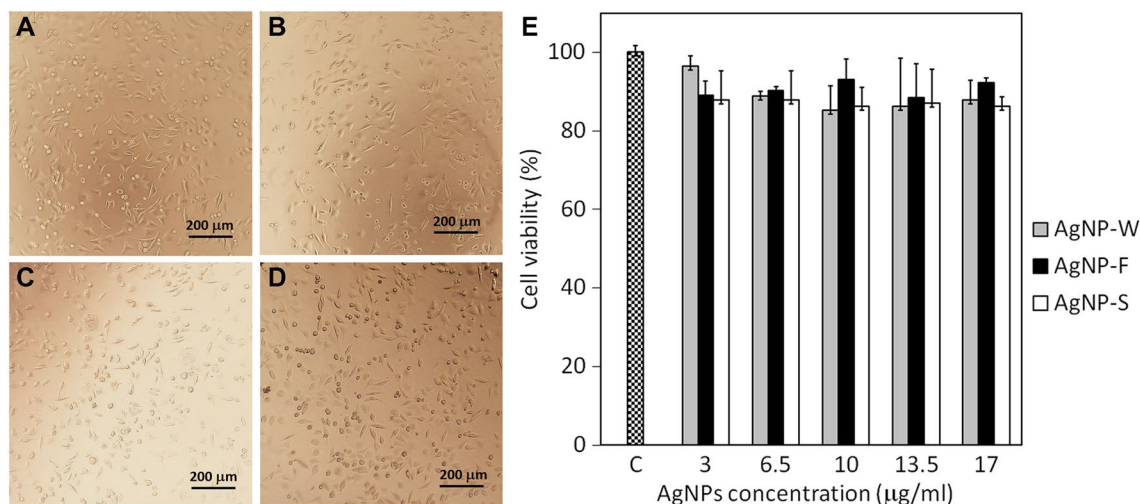 A
200 µm
B
200 µm
C
200 µm
D
200 µm
E
Cell viability (%)
100
80
60
40
20
0
C 3 6.5 10 13.5 17
AgNPs concentration (µg/ml)
AgNP-W
AgNP-F
AgNP-S